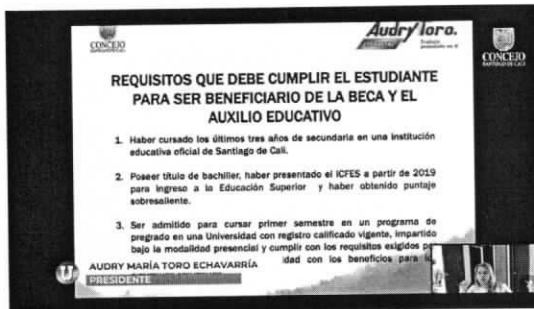 CONCEJO
Audry Toro.
CONCEJO
SANTIAGO DE CALI
REQUISITOS QUE DEBE CUMPLIR EL ESTUDIANTE
PARA SER BENEFICIARIO DE LA BECA Y EL
AUXILIO EDUCATIVO
1. Haber cursado los últimos tres años de secundaria en una institución
educativa oficial de Santiago de Cali.
2. Poseer título de bachiller, haber presentado el ICFES a partir de 2019
para ingreso a la Educación Superior y haber obtenido puntaje
sobresaliente.
3. Ser admitido para cursar primer semestre en un programa de
pregrado en una Universidad con registro calificado vigente, impartido
bajo la modalidad presencial y cumplir con los requisitos exigidos
idad con los beneficios para
AUDRY MARÍA TORO ECHAVARRÍA
PRESIDENTE